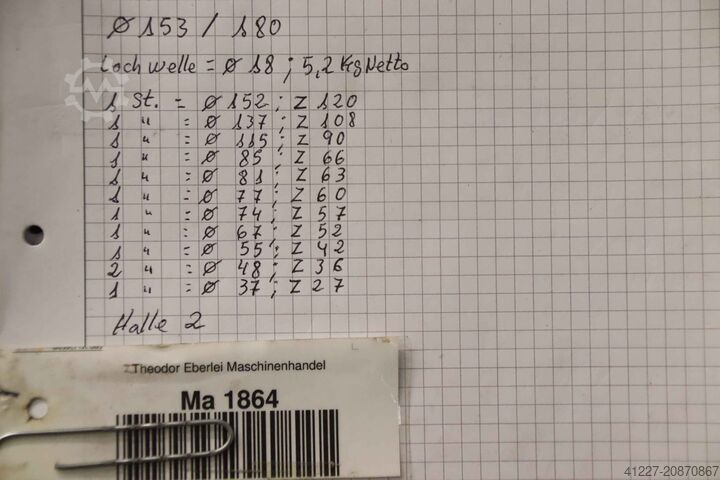 Ø 153 / 180
Lochwelle = Ø 18 ; 5,2 Kg Netto
1 St. = Ø 152 ; Z 120
1 " = Ø 137 ; Z 108
1 " = Ø 115 ; Z 90
1 " = Ø 85 ; Z 66
1 " = Ø 81 ; Z 63
1 " = Ø 77 ; Z 60
1 " = Ø 74 ; Z 57
1 " = Ø 67 ; Z 52
1 " = Ø 55 ; Z 42
2 " = Ø 48 ; Z 36
1 " = Ø 37 ; Z 27
Halle 2
Theodor Eberlei Maschinenhandel
Ma 1864
41227-20870867